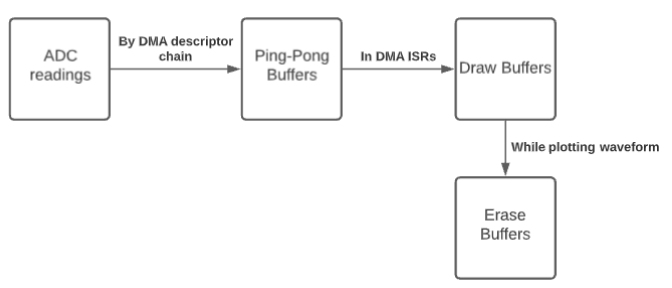 ADC
readings
By DMA descriptor
chain
Ping-Pong
Buffers
In DMA ISRs
Draw Buffers
While plotting waveform
Erase
Buffers